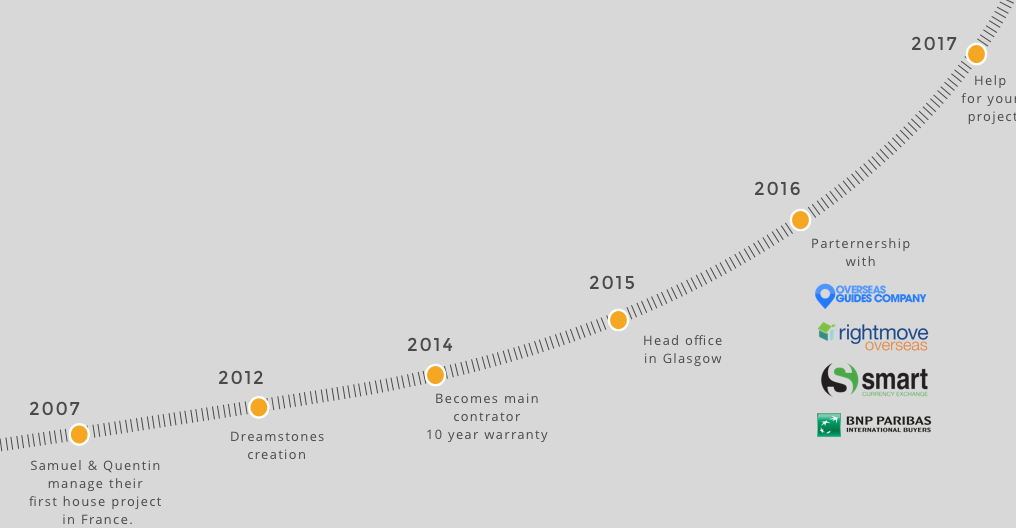 2007
Samuel & Quentin
manage their
first house project
in France.
2012
Dreamstones
creation
2014
Becomes main
contrator
10 year warranty
2015
Head office
in Glasgow
2016
Parternership
with
OVERSEAS
GUIDES COMPANY
rightmove
overseas
smart
CURRENCY EXCHANGE
BNP PARIBAS
INTERNATIONAL BUYERS
2017
Help
for your
project